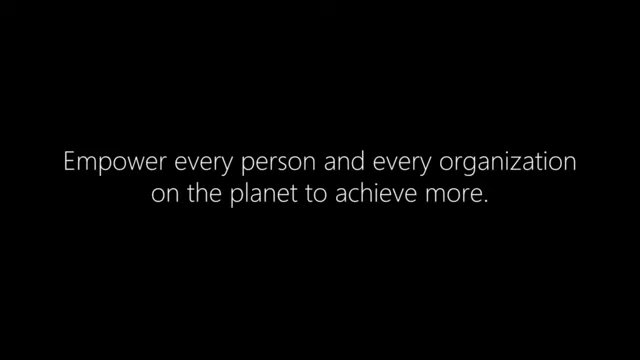 Empower every person and every organization
on the planet to achieve more.